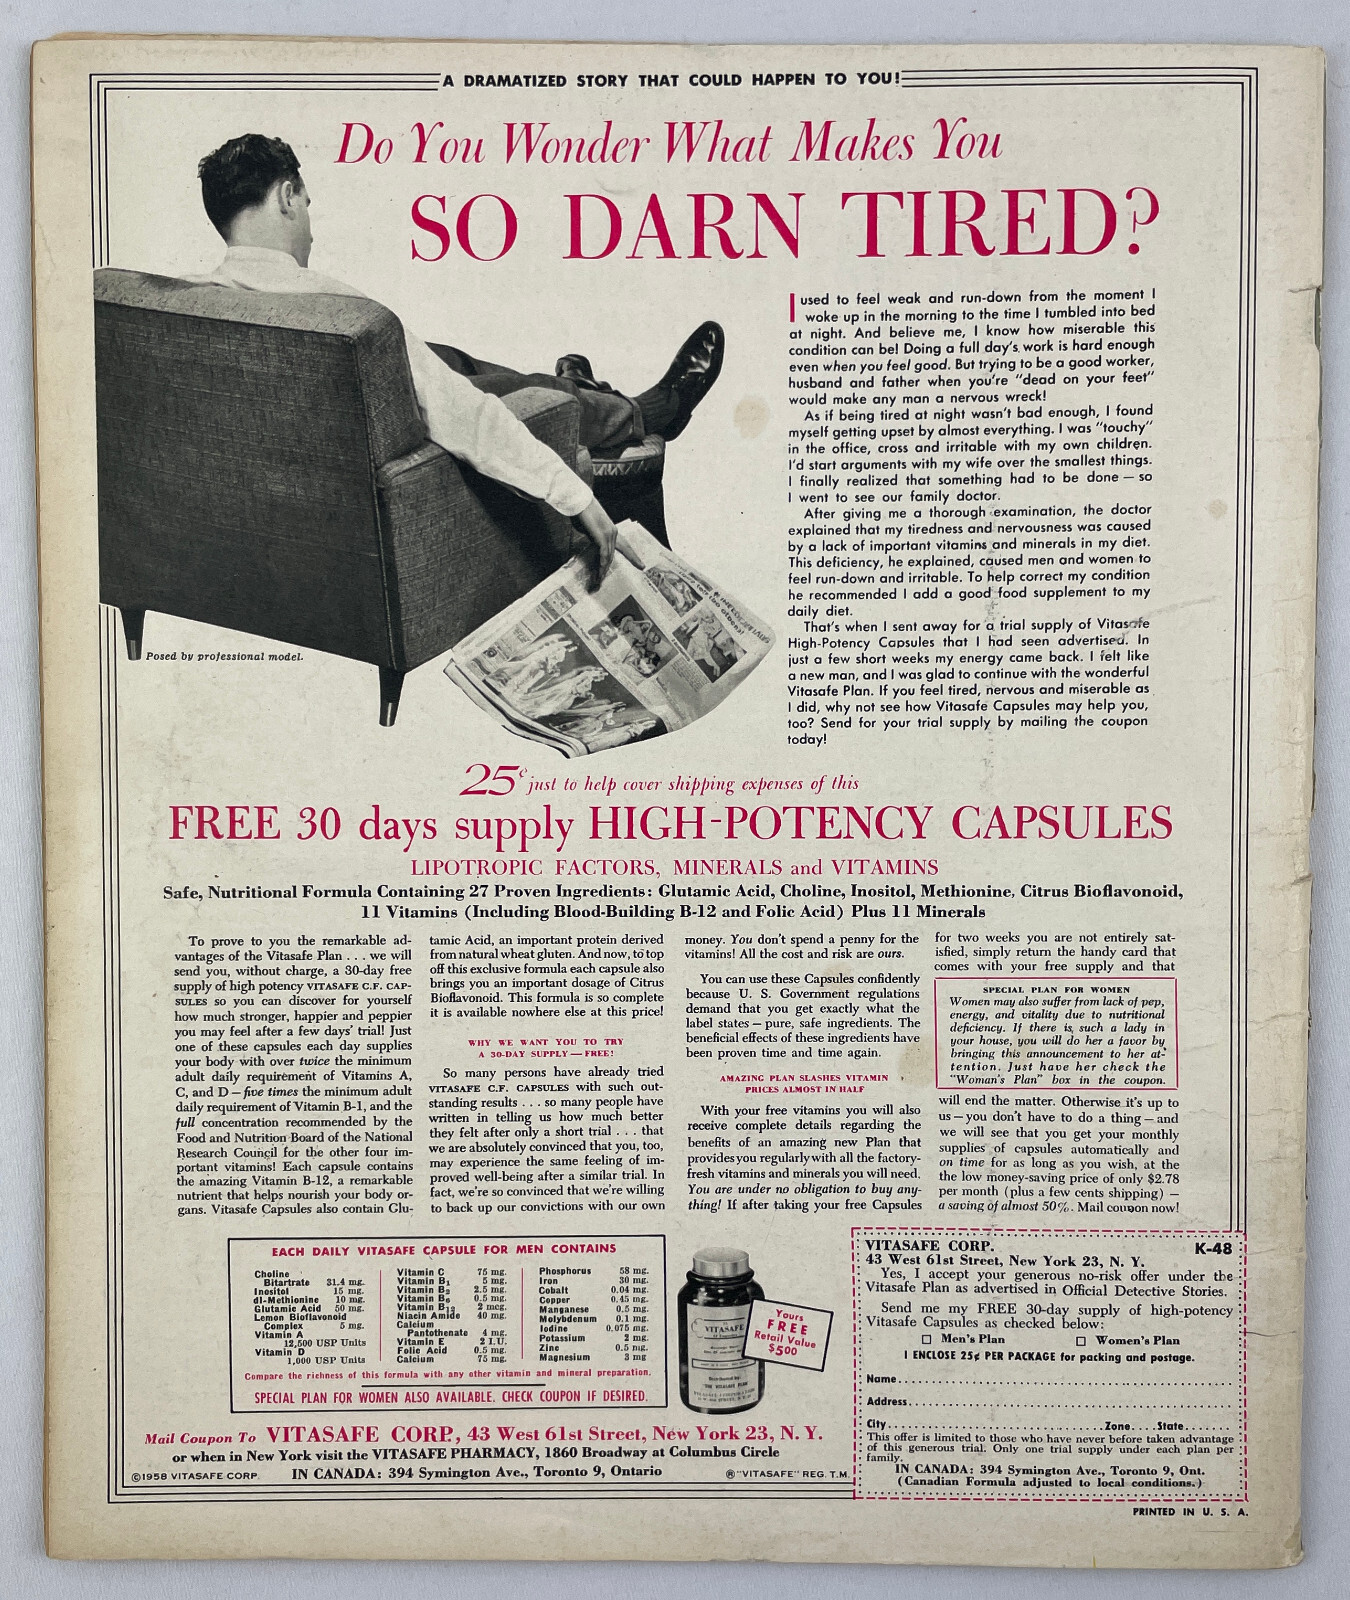 A DRAMATIZED STORY THAT COULD HAPPEN TO YOU!
Do You Wonder What Makes You
SO DARN TIRED?
I used to feel weak and run-down from the moment I
woke up in the morning to the time I tumbled into bed
at night. And believe me, I know how miserable this
condition can be! Doing a full day's work is hard enough
even when you feel good. But trying to be a good worker,
husband and father when you're "dead on your feet"
would make any man a nervous wreck!
As if being tired at night wasn't bad enough, I found
myself getting upset by almost everything. I was "touchy"
in the office, cross and irritable with my own children.
I'd start arguments with my wife over the smallest things.
I finally realized that something had to be done — so
I went to see our family doctor.
After giving me a thorough examination, the doctor
explained that my tiredness and nervousness was caused
by a lack of important vitamins and minerals in my diet.
This deficiency, he explained, caused men and women to
feel run-down and irritable. To help correct my condition
he recommended I add a good food supplement to my
daily diet.
That's when I sent away for a trial supply of Vitasafe
High-Potency Capsules that I had seen advertised. In
just a few short weeks my energy came back. I felt like
a new man, and I was glad to continue with the wonderful
Vitasafe Plan. If you feel tired, nervous and miserable as
I did, why not see how Vitasafe Capsules may help you,
too? Send for your trial supply by mailing the coupon
today!
Posed by professional model.
25¢ just to help cover shipping expenses of this
FREE 30 days supply HIGH-POTENCY CAPSULES
LIPOTROPIC FACTORS, MINERALS and VITAMINS
Safe, Nutritional Formula Containing 27 Proven Ingredients: Glutamic Acid, Choline, Inositol, Methionine, Citrus Bioflavonoid,
11 Vitamins (Including Blood-Building B-12 and Folic Acid) Plus 11 Minerals
To prove to you the remarkable ad-
vantages of the Vitasafe Plan . . . we will
send you, without charge, a 30-day free
supply of high potency VITASAFE C.F. CAP-
SULES so you can discover for yourself
how much stronger, happier and peppier
you may feel after a few days' trial! Just
one of these capsules each day supplies
your body with over twice the minimum
adult daily requirement of Vitamins A,
C, and D — five times the minimum adult
daily requirement of Vitamin B-1, and the
full concentration recommended by the
Food and Nutrition Board of the National
Research Council for the other four im-
portant vitamins! Each capsule contains
the amazing Vitamin B-12, a remarkable
nutrient that helps nourish your body or-
gans. Vitasafe Capsules also contain Glu-
tamic Acid, an important protein derived
from natural wheat gluten. And now, to top
off this exclusive formula each capsule also
brings you an important dosage of Citrus
Bioflavonoid. This formula is so complete
it is available nowhere else at this price!
WHY WE WANT YOU TO TRY
A 30-DAY SUPPLY — FREE!
So many persons have already tried
VITASAFE C.F. CAPSULES with such out-
standing results . . . so many people have
written in telling us how much better
they felt after only a short trial . . . that
we are absolutely convinced that you, too,
may experience the same feeling of im-
proved well-being after a similar trial. In
fact, we're so convinced that we're willing
to back up our convictions with our own
money. You don't spend a penny for the
vitamins! All the cost and risk are ours.
You can use these Capsules confidently
because U. S. Government regulations
demand that you get exactly what the
label states — pure, safe ingredients. The
beneficial effects of these ingredients have
been proven time and time again.
AMAZING PLAN SLASHES VITAMIN
PRICES ALMOST IN HALF
With your free vitamins you will also
receive complete details regarding the
benefits of an amazing new Plan that
provides you regularly with all the factory-
fresh vitamins and minerals you will need.
You are under no obligation to buy any-
thing! If after taking your free Capsules
for two weeks you are not entirely sat-
isfied, simply return the handy card that
comes with your free supply and that
SPECIAL PLAN FOR WOMEN
Women may also suffer from lack of pep,
energy, and vitality due to nutritional
deficiency. If there is such a lady in
your house, you will do her a favor by
bringing this announcement to her at-
tention. Just have her check the
"Woman's Plan" box in the coupon.
will end the matter. Otherwise it's up to
us — you don't have to do a thing — and
we will see that you get your monthly
supplies of capsules automatically and
on time for as long as you wish, at the
the low money-saving price of only $2.78
per month (plus a few cents shipping) —
a saving of almost 50%. Mail coupon now!
EACH DAILY VITASAFE CAPSULE FOR MEN CONTAINS
Choline
Bitartrate 31.4 mg.
Inositol 15 mg.
dl-Methionine 10 mg.
Glutamic Acid 50 mg.
Lemon Bioflavonoid
Complex 5 mg.
Vitamin A
12,500 USP Units
Vitamin D
1,000 USP Units
Vitamin C 75 mg.
Vitamin B1 5 mg.
Vitamin B2 2.5 mg.
Vitamin B6 0.5 mg.
Vitamin B12 2 mcg.
Niacin Amide 40 mg.
Calcium
Pantothenate 4 mg.
Vitamin E 2 I.U.
Folic Acid 0.5 mg.
Calcium 75 mg.
Phosphorus 58 mg.
Iron 30 mg.
Cobalt 0.04 mg.
Copper 0.45 mg.
Manganese 0.5 mg.
Molybdenum 0.1 mg.
Iodine 0.075 mg.
Potassium 2 mg.
Zinc 0.5 mg.
Magnesium 3 mg
Compare the richness of this formula with any other vitamin and mineral preparation.
SPECIAL PLAN FOR WOMEN ALSO AVAILABLE. CHECK COUPON IF DESIRED.
VITASAFE
Yours
FREE
Retail Value
$5.00
Mail Coupon To VITASAFE CORP., 43 West 61st Street, New York 23, N. Y.
or when in New York visit the VITASAFE PHARMACY, 1860 Broadway at Columbus Circle
©1958 VITASAFE CORP. IN CANADA: 394 Symington Ave., Toronto 9, Ontario ®"VITASAFE" REG. T.M.
VITASAFE CORP. K-48
43 West 61st Street, New York 23, N. Y.
Yes, I accept your generous no-risk offer under the
Vitasafe Plan as advertised in Official Detective Stories.
Send me my FREE 30-day supply of high-potency
Vitasafe Capsules as checked below:
☐ Men's Plan ☐ Women's Plan
I ENCLOSE 25¢ PER PACKAGE for packing and postage.
Name
Address
City Zone State
This offer is limited to those who have never before taken advantage
of this generous trial. Only one trial supply under each plan per
family.
IN CANADA: 394 Symington Ave., Toronto 9, Ont.
(Canadian Formula adjusted to local conditions.)
PRINTED IN U. S. A.